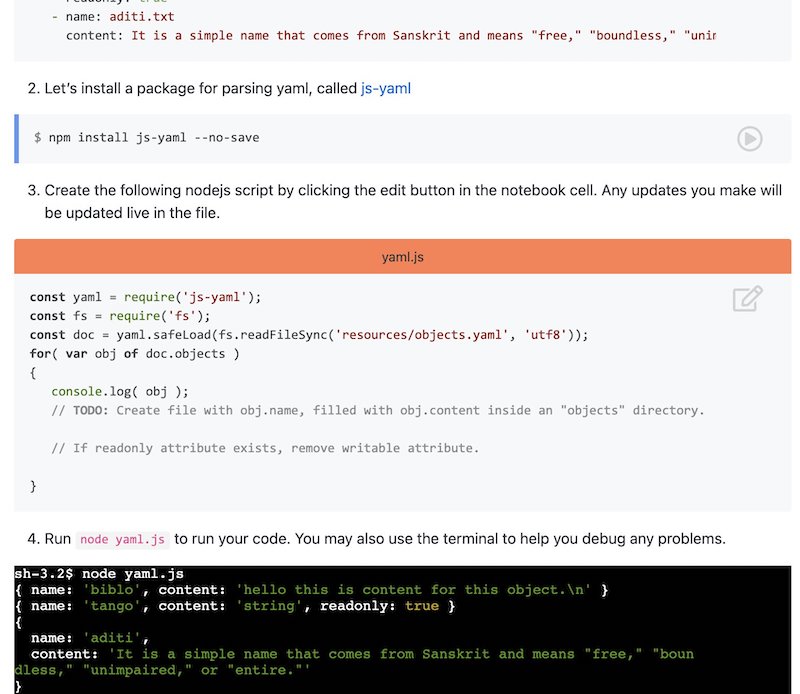 readonly: true
- name: aditi.txt
content: It is a simple name that comes from Sanskrit and means "free," "boundless," "unim
2. Let's install a package for parsing yaml, called js-yaml
$ npm install js-yaml --no-save
3. Create the following nodejs script by clicking the edit button in the notebook cell. Any updates you make will
be updated live in the file.
yaml.js
const yaml = require('js-yaml');
const fs = require('fs');
const doc = yaml.safeLoad(fs.readFileSync('resources/objects.yaml', 'utf8'));
for( var obj of doc.objects )
{
console.log( obj );
// TODO: Create file with obj.name, filled with obj.content inside an "objects" directory.
// If readonly attribute exists, remove writable attribute.
}
4. Run node yaml.js to run your code. You may also use the terminal to help you debug any problems.
sh-3.2$ node yaml.js
{ name: 'biblo', content: 'hello this is content for this object.\n' }
{ name: 'tango', content: 'string', readonly: true }
{
name: 'aditi',
content: 'It is a simple name that comes from Sanskrit and means "free," "boun
dless," "unimpaired," or "entire."'
}